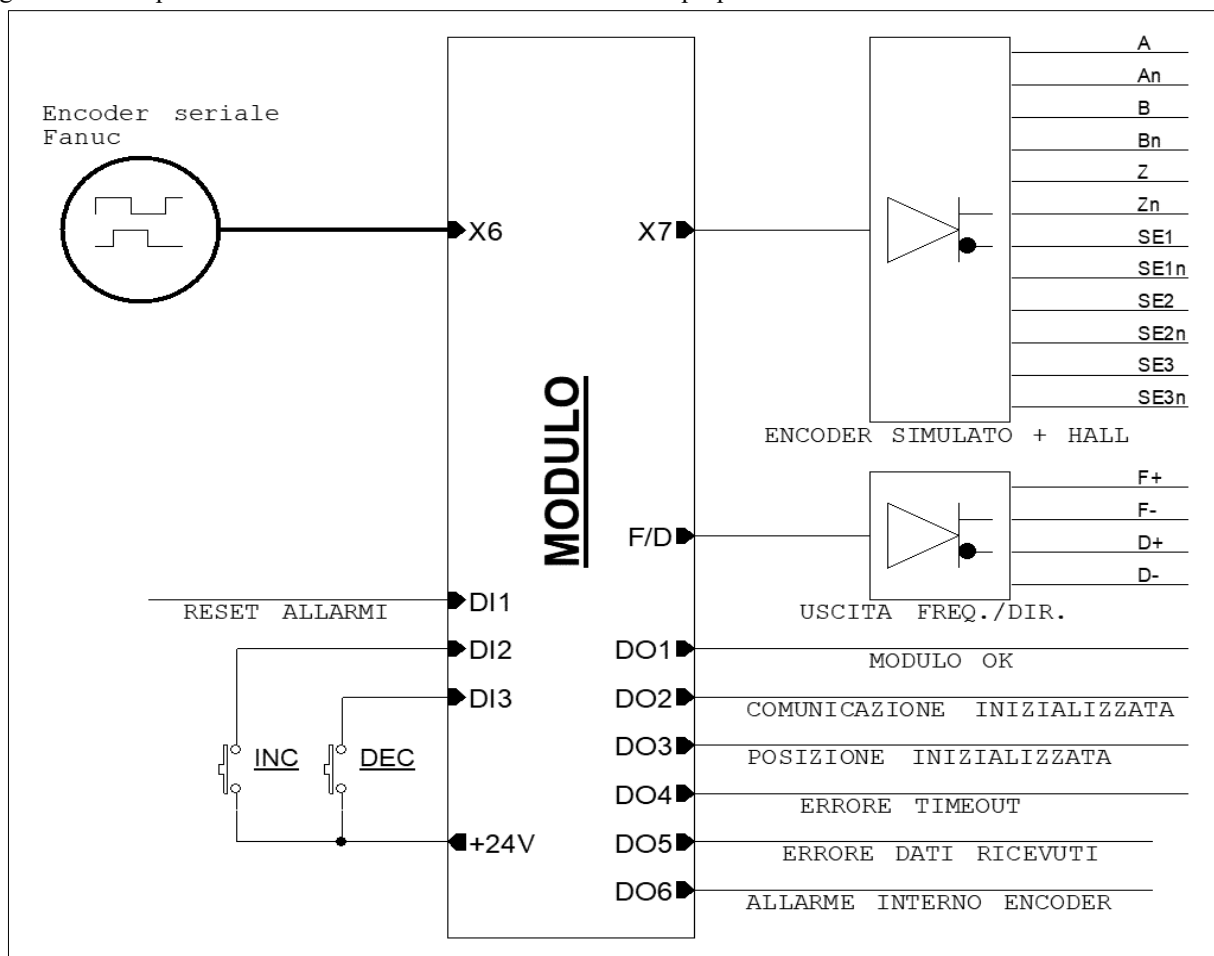 Encoder seriale
Fanuc
X6
X7
A
An
B
Bn
Z
Zn
SE1
SE1n
SE2
SE2n
SE3
SE3n
ENCODER SIMULATO + HALL
MODULO
F/D
F+
F-
D+
D-
USCITA FREQ./DIR.
RESET ALLARMI
DI1
DI2
DI3
INC
DEC
+24V
DO1
MODULO OK
DO2
COMUNICAZIONE INIZIALIZZATA
DO3
POSIZIONE INIZIALIZZATA
DO4
ERRORE TIMEOUT
DO5
ERRORE DATI RICEVUTI
DO6
ALLARME INTERNO ENCODER